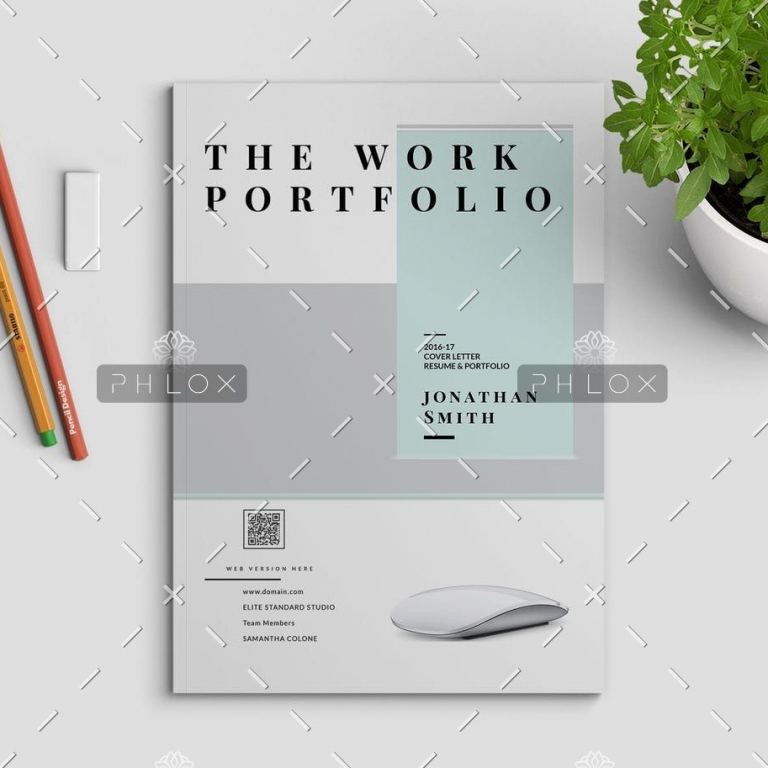 THE WORK
PORTFOLIO
2016-17
COVER LETTER
RESUME & PORTFOLIO
JONATHAN
SMITH
PHLOX
PHLOX
WEB VERSION HERE
www.domain.com
ELITE STANDARD STUDIO
Team Members
SAMANTHA COLONE
Pencil Design